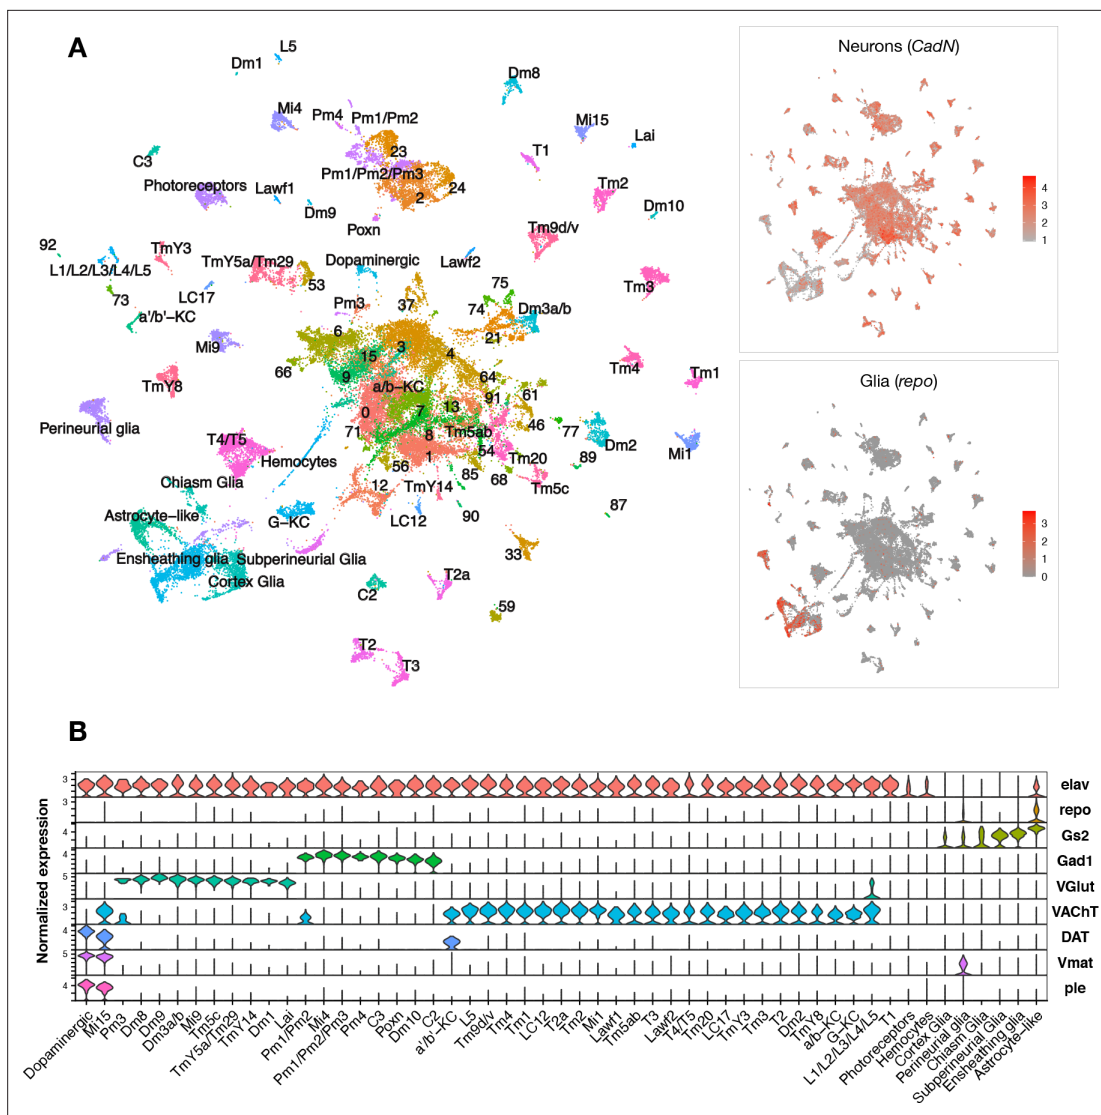 A
L5
Dm1
Dm8
Mi4
Pm4
Pm1/Pm2
Mi15
Lai
23
C3
T1
Pm1/Pm2/Pm3
Photoreceptors
Lawf1
2
24
Tm2
Dm9
Dm10
Poxn
Tm9d/v
92
TmY3
L1/L2/L3/L4/L5
TmY5a/Tm29
Dopaminergic
Lawf2
53
75
Tm3
73
LC17
Pm3
37
74
Dm3a/b
a'/b'−KC
6
21
Mi9
15
3
4
66
9
64
Tm4
Tm1
TmY8
a/b−KC
91
61
0
7
13
Perineurial glia
71
8
Tm5ab
46
77
T4/T5
54
Dm2
Mi1
Hemocytes
56
1
Tm20
89
Chiasm Glia
12
TmY14
85
68
Tm5c
Astrocyte−like
G−KC
LC12
90
87
Ensheathing glia
Subperineurial Glia
33
Cortex Glia
C2
T2a
59
T2
T3
Neurons (CadN)
4
3
2
1
Glia (repo)
3
2
1
0
B
Normalized expression
3
elav
3
repo
4
Gs2
4
Gad1
5
VGlut
3
VAChT
4
DAT
5
Vmat
4
ple
Dopaminergic
Mi15
Pm3
Dm8
Dm9
Dm3a/b
Mi9
Tm5c
TmY5a/Tm29
TmY14
Dm1
Lai
Pm1/Pm2
Mi4
Pm1/Pm2/Pm3
Pm4
C3
Poxn
Dm10
C2
a'/b'−KC
L5
Tm9d/v
Tm4
Tm1
LC12
T2a
Tm2
Mi1
Lawf1
Tm5ab
T3
Lawf2
T4/T5
Tm20
LC17
TmY3
Tm3
T2
Dm2
TmY8
a/b−KC
G−KC
L1/L2/L3/L4/L5
T1
Photoreceptors
Hemocytes
Cortex Glia
Perineurial glia
Chiasm Glia
Subperineurial Glia
Ensheathing glia
Astrocyte−like